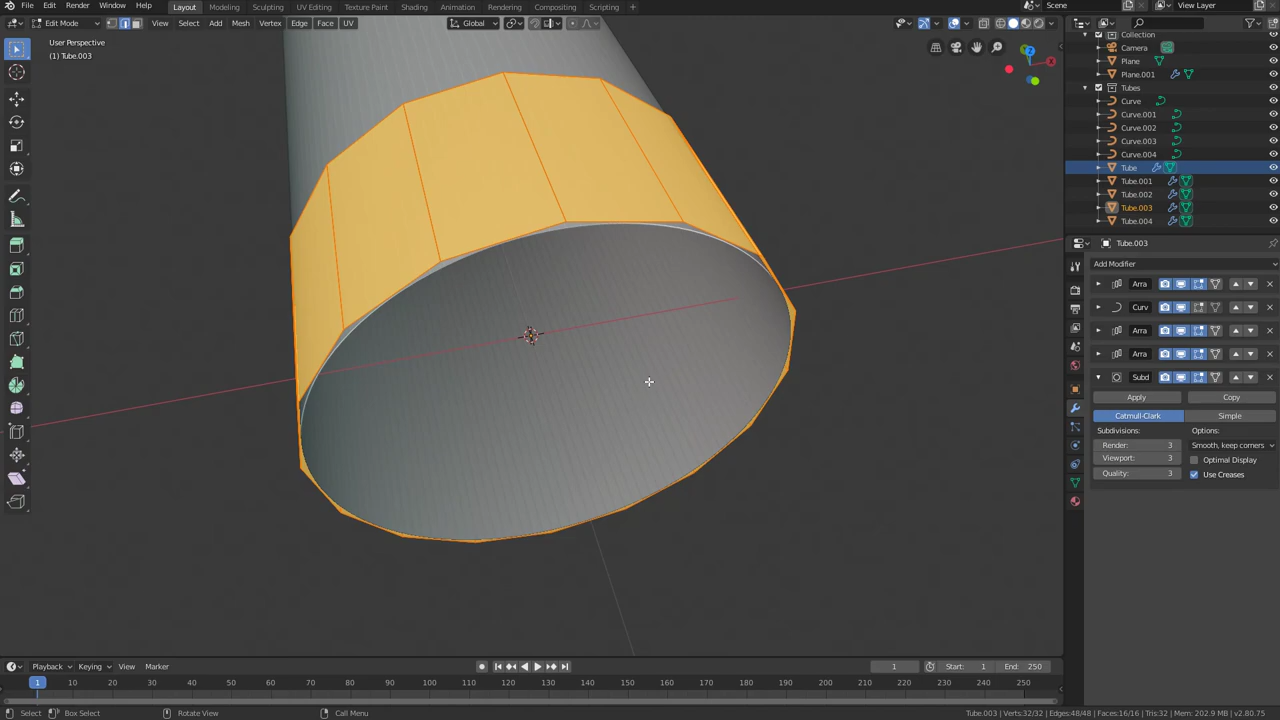 File Edit Render Window Help Layout Modeling Sculpting UV Editing Texture Paint Shading Animation Rendering Compositing Scripting + Scene View Layer
Edit Mode View Select Add Mesh Vertex Edge Face UV Global
User Perspective
(1) Tube.003
Collection
Camera
Plane
Plane.001
Tubes
Curve
Curve.001
Curve.002
Curve.003
Curve.004
Tube
Tube.001
Tube.002
Tube.003
Tube.004
Tube.003
Add Modifier
Arra
Curv
Arra
Arra
Subd
Apply Copy
Catmull-Clark Simple
Subdivisions: Options:
Render: 3 Smooth, keep corners
Viewport: 3 Optimal Display
Quality: 3 Use Creases
Playback Keying View Marker 1 Start: 1 End: 250
1 10 20 30 40 50 60 70 80 90 100 110 120 130 140 150 160 170 180 190 200 210 220 230 240 250
Select Box Select Rotate View Call Menu Tube.003 | Verts:32/32 | Edges:48/48 | Faces:16/16 | Tris:32 | Mem: 202.9 MB | v2.80.75